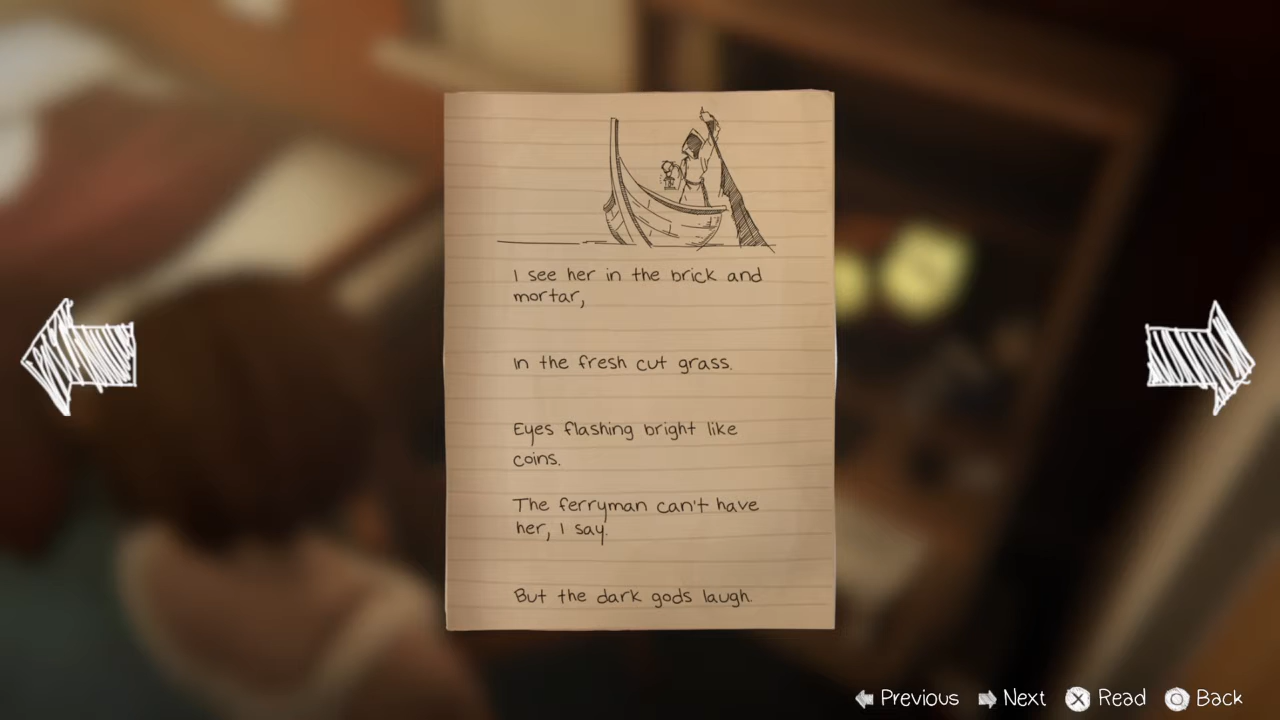 I see her in the brick and
mortar,
In the fresh cut grass.
Eyes flashing bright like
coins.
The ferryman can't have
her, I say.
But the dark gods laugh.
Previous Next Read Back